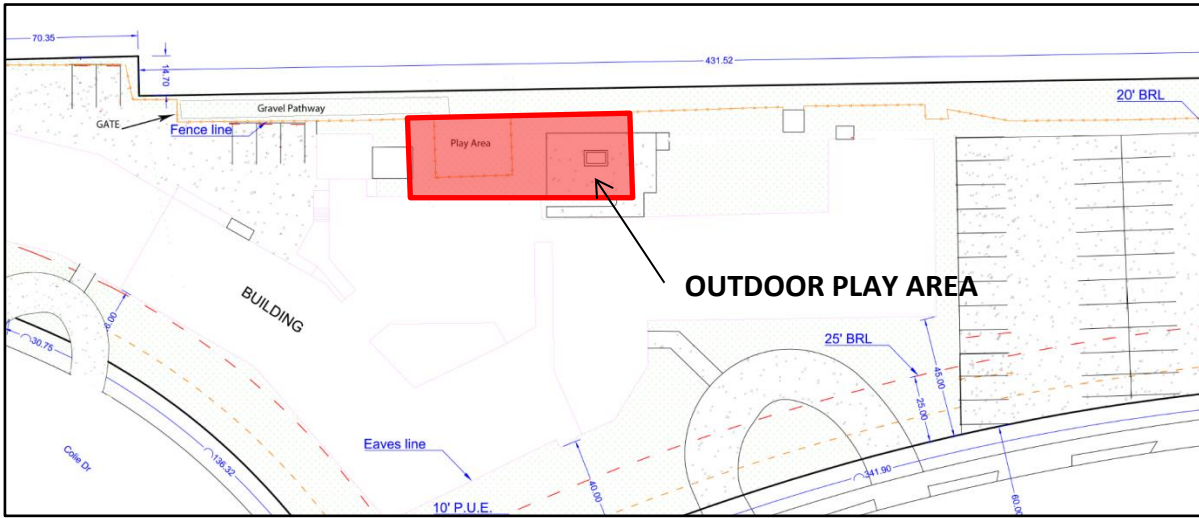 70.35
14.70
431.52
20' BRL
Gravel Pathway
GATE
Fence line
Play Area
OUTDOOR PLAY AREA
BUILDING
25' BRL
45.00
25.00
30.75
136.32
Eaves line
Colie Dr
341.90
40.00
60.00
10' P.U.E.